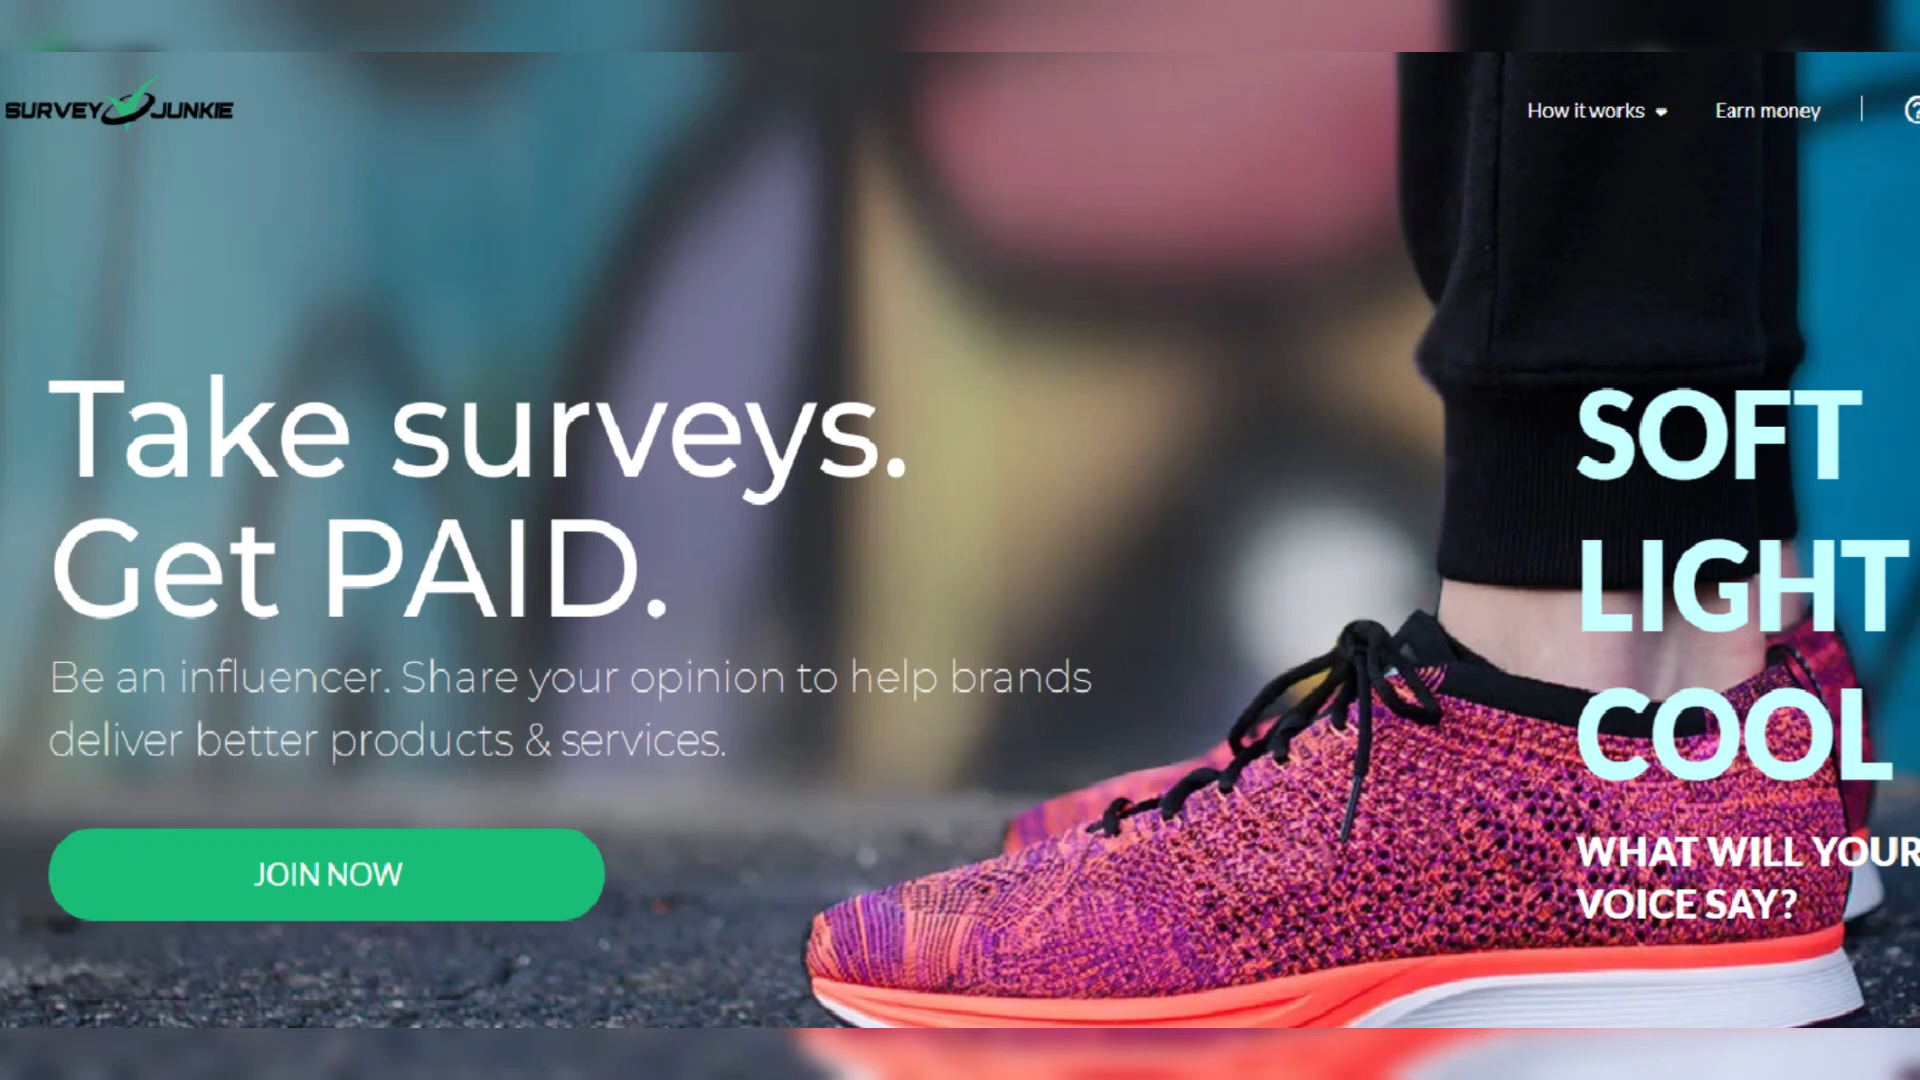 SURVEY JUNKIE
How it works
Earn money
Take surveys.
Get PAID.
Be an influencer. Share your opinion to help brands
deliver better products & services.
JOIN NOW
SOFT
LIGHT
COOL
WHAT WILL YOUR
VOICE SAY?